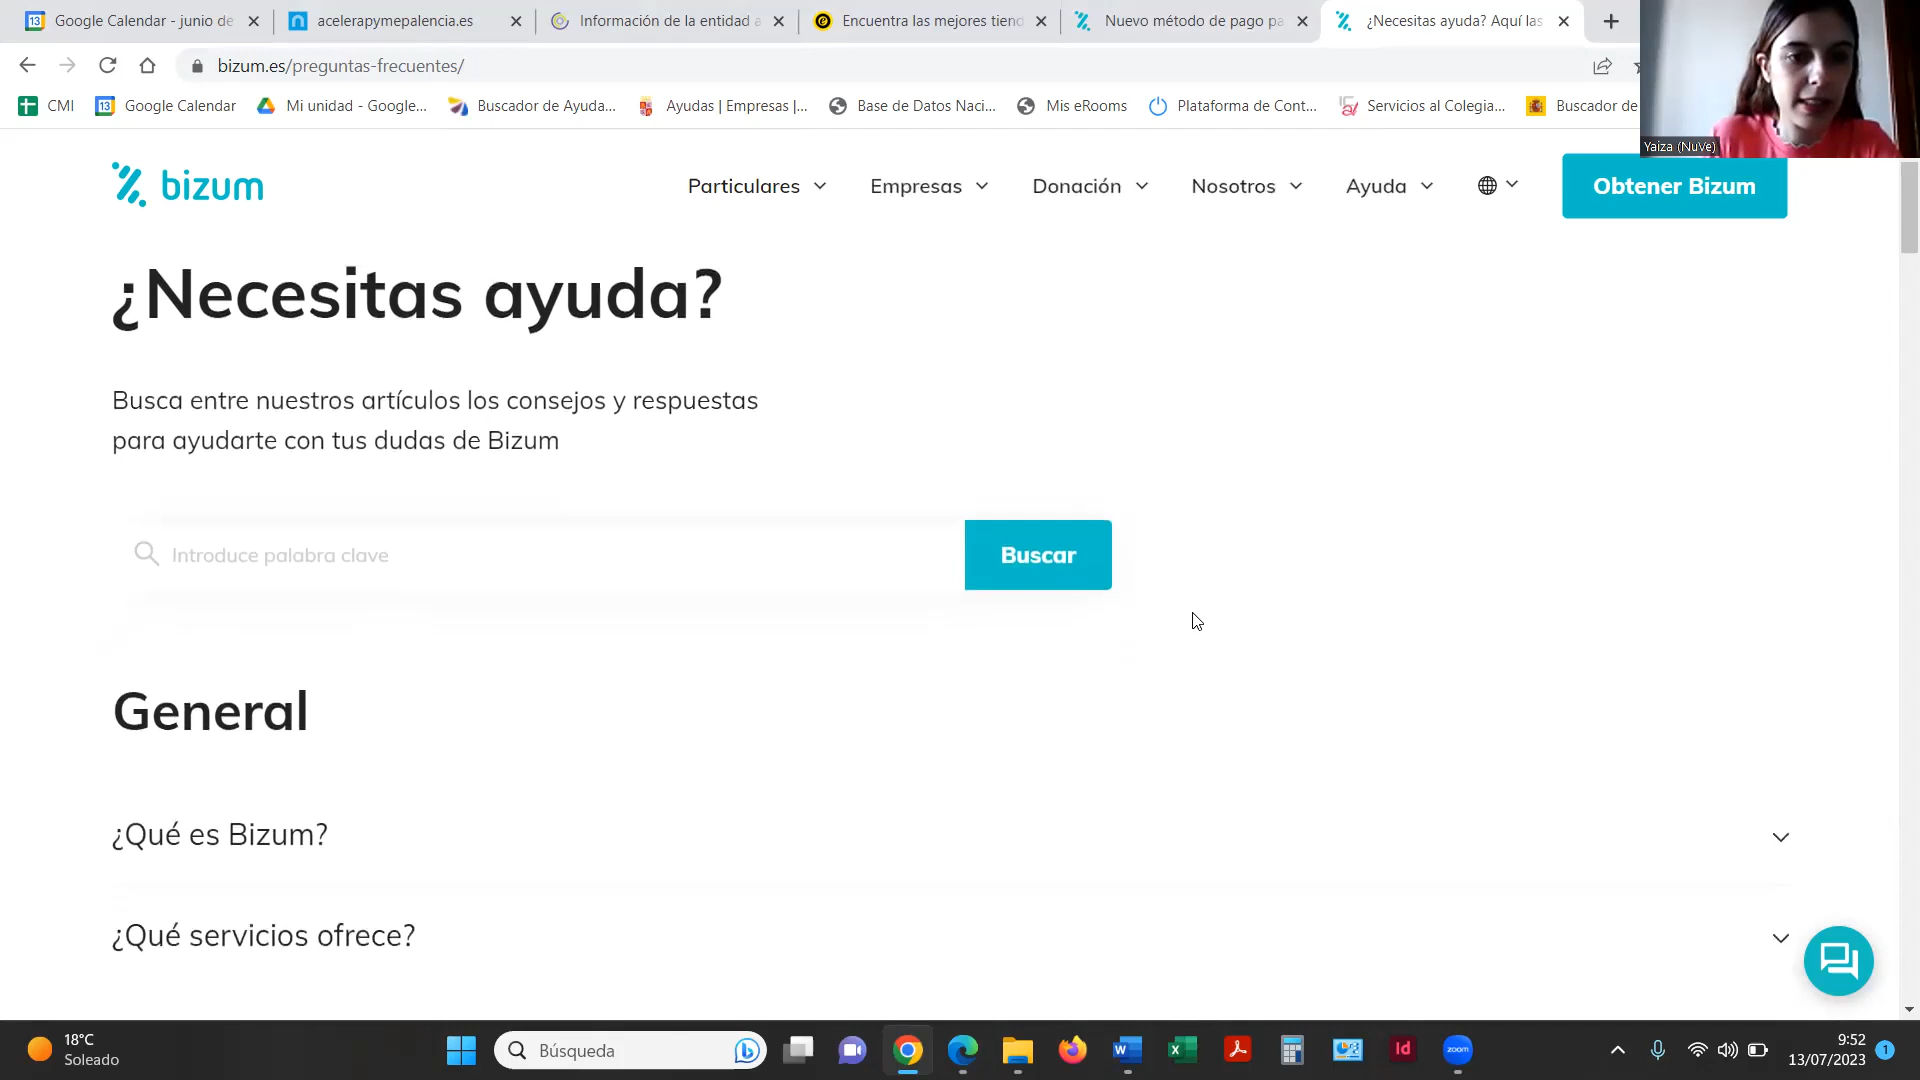 Google Calendar - junio de
acelerapymepalencia.es
Información de la entidad a
Encuentra las mejores tiend
Nuevo método de pago pa
¿Necesitas ayuda? Aquí las
bizum.es/preguntas-frecuentes/
CMI
Google Calendar
Mi unidad - Google...
Buscador de Ayuda...
Ayudas | Empresas |...
Base de Datos Naci...
Mis eRooms
Plataforma de Cont...
Servicios al Colegia...
Buscador de
Yaiza (NuVe)
bizum
Particulares
Empresas
Donación
Nosotros
Ayuda
Obtener Bizum
¿Necesitas ayuda?
Busca entre nuestros artículos los consejos y respuestas
para ayudarte con tus dudas de Bizum
Introduce palabra clave
Buscar
General
¿Qué es Bizum?
¿Qué servicios ofrece?
18°C
Soleado
Búsqueda
zoom
9:52
13/07/2023
1